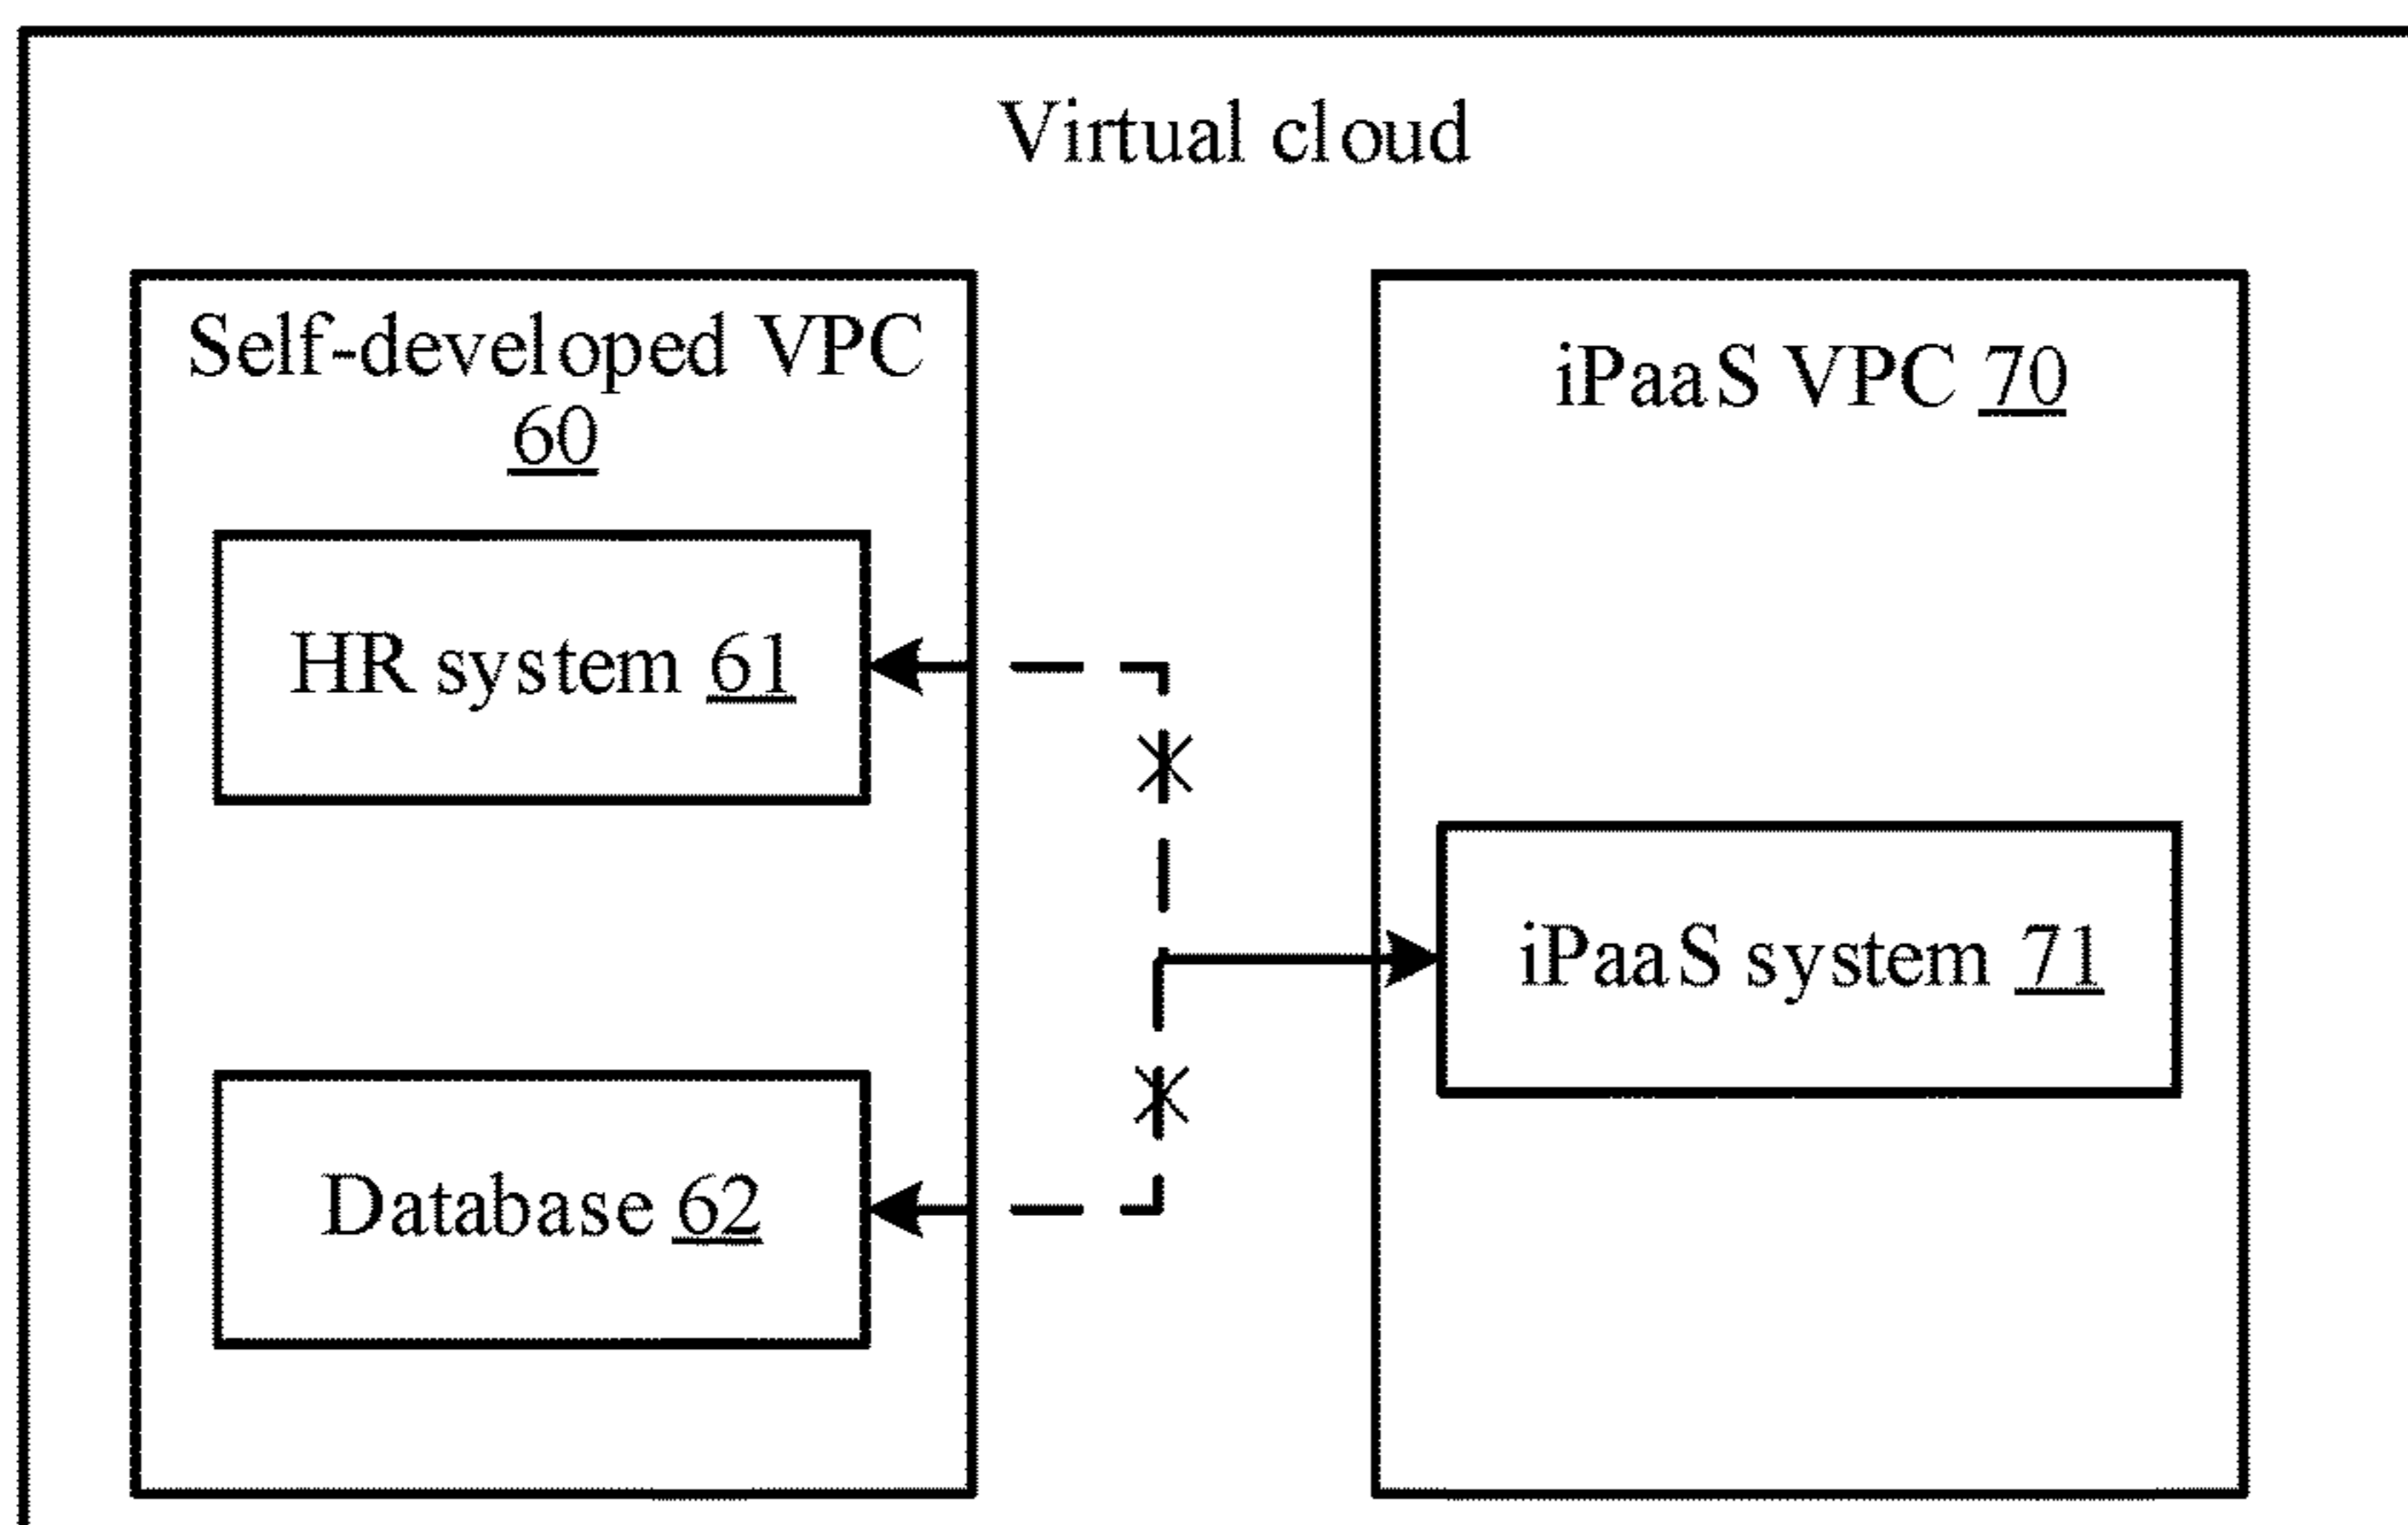 Virtual cloud
Self-developed VPC
60
iPaaS VPC 70
HR system 61
iPaaS system 71
Database 62